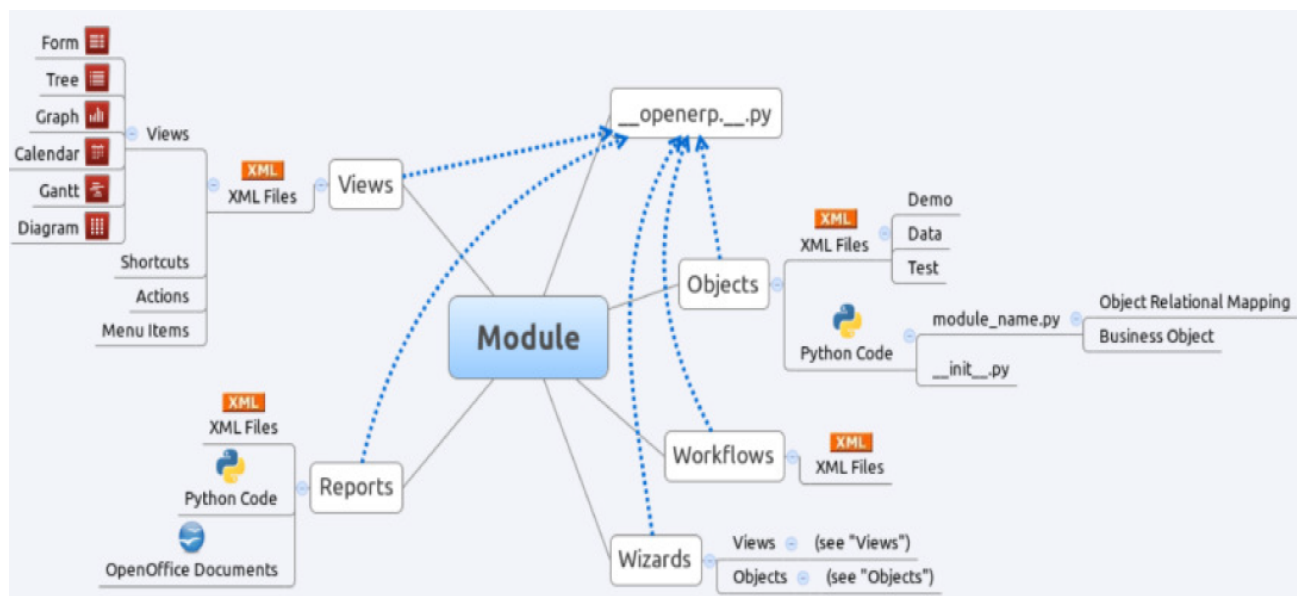 Form
Tree
Graph
Calendar
Gantt
Diagram
Views
Shortcuts
Actions
Menu Items
XML
XML Files
Views
__openerp.__.py
Module
Objects
XML
XML Files
Demo
Data
Test
Python Code
module_name.py
Object Relational Mapping
Business Object
__init__.py
Workflows
XML
XML Files
Wizards
Views
(see "Views")
Objects
(see "Objects")
Reports
XML
XML Files
Python Code
OpenOffice Documents